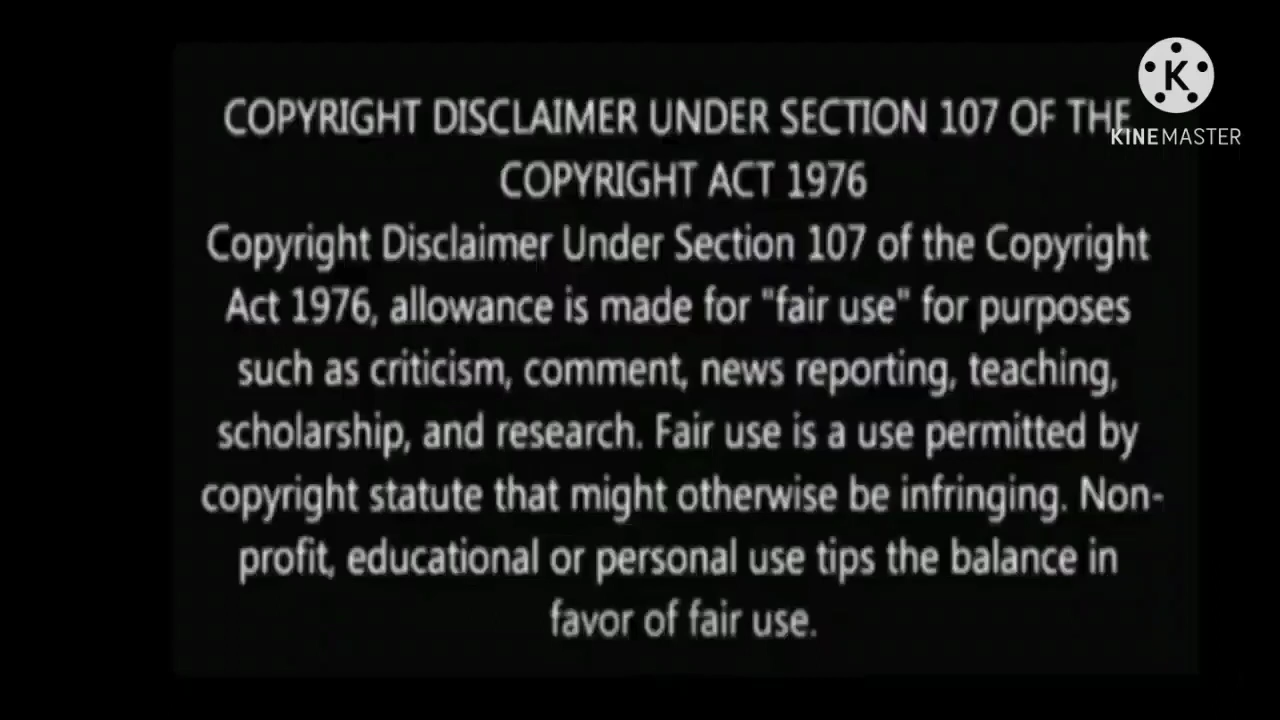 COPYRIGHT DISCLAIMER UNDER SECTION 107 OF THE
COPYRIGHT ACT 1976
Copyright Disclaimer Under Section 107 of the Copyright
Act 1976, allowance is made for "fair use" for purposes
such as criticism, comment, news reporting, teaching,
scholarship, and research. Fair use is a use permitted by
copyright statute that might otherwise be infringing. Non-
profit, educational or personal use tips the balance in
favor of fair use.
K
KINEMASTER